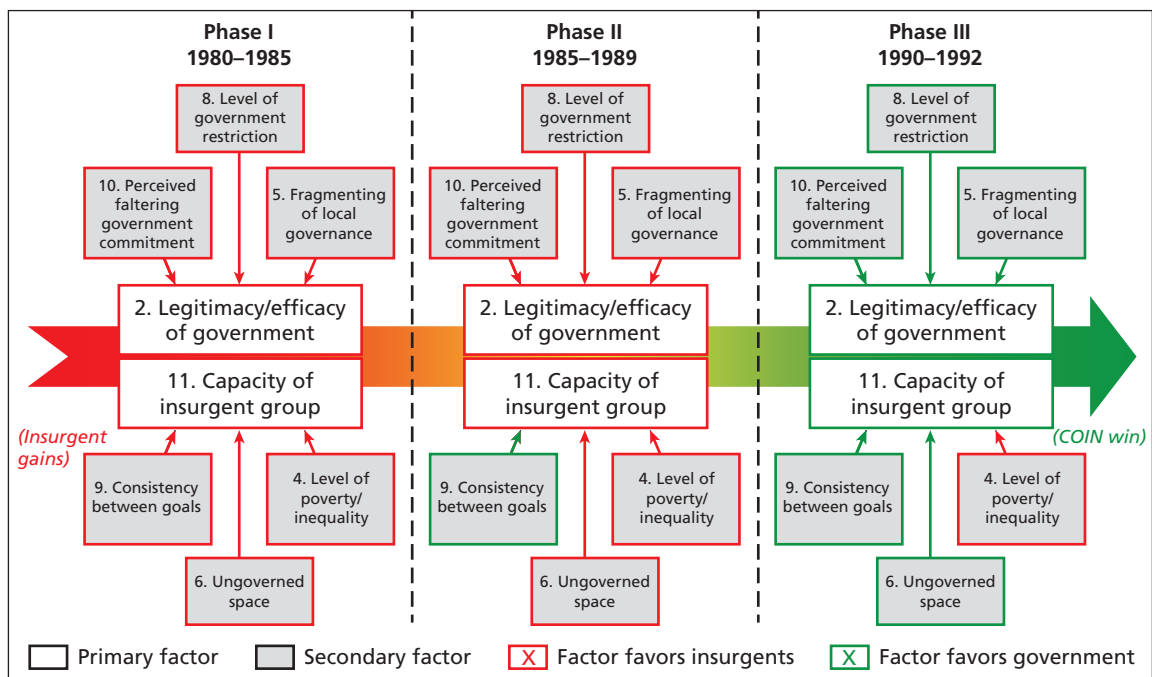 Phase I
1980–1985
8. Level of
government
restriction
10. Perceived
faltering
government
commitment
5. Fragmenting
of local
governance
2. Legitimacy/efficacy
of government
11. Capacity of
insurgent group
(Insurgent
gains)
9. Consistency
between goals
4. Level of
poverty/
inequality
6. Ungoverned
space
Phase II
1985–1989
8. Level of
government
restriction
10. Perceived
faltering
government
commitment
5. Fragmenting
of local
governance
2. Legitimacy/efficacy
of government
11. Capacity of
insurgent group
9. Consistency
between goals
4. Level of
poverty/
inequality
6. Ungoverned
space
Phase III
1990–1992
8. Level of
government
restriction
10. Perceived
faltering
government
commitment
5. Fragmenting
of local
governance
2. Legitimacy/efficacy
of government
11. Capacity of
insurgent group
(COIN win)
9. Consistency
between goals
4. Level of
poverty/
inequality
6. Ungoverned
space
Primary factor
Secondary factor
X Factor favors insurgents
X Factor favors government